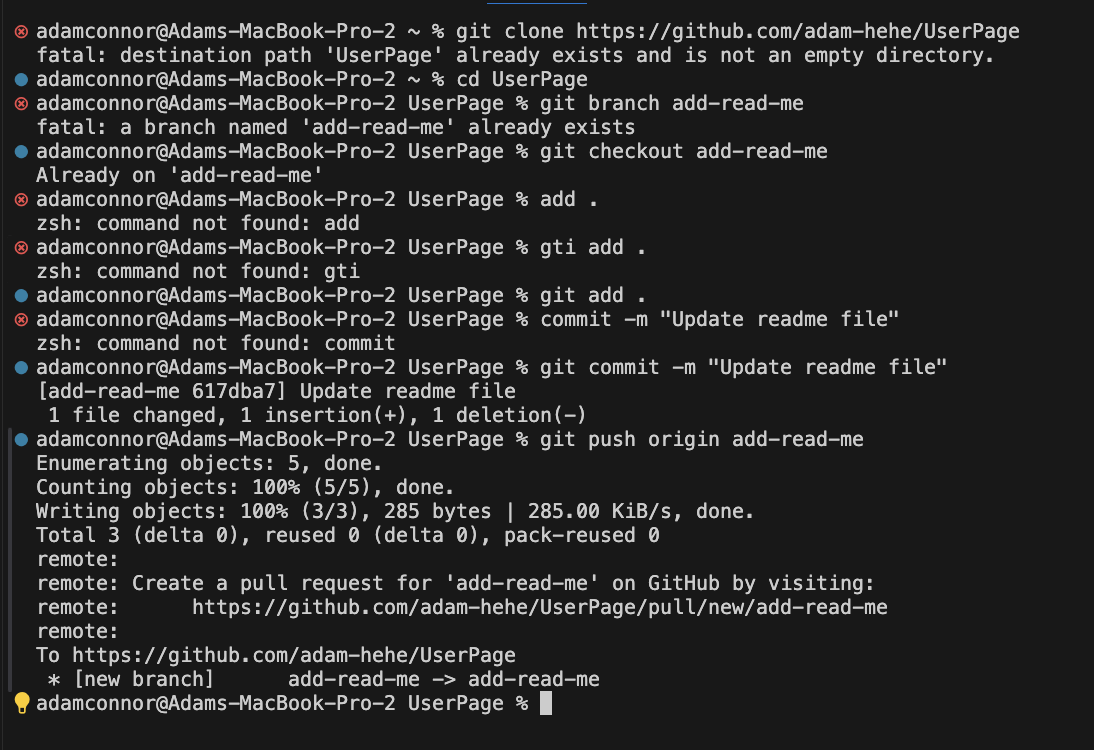 adamconnor@Adams-MacBook-Pro-2 ~ % git clone https://github.com/adam-hehe/UserPage
fatal: destination path 'UserPage' already exists and is not an empty directory.
adamconnor@Adams-MacBook-Pro-2 ~ % cd UserPage
adamconnor@Adams-MacBook-Pro-2 UserPage % git branch add-read-me
fatal: a branch named 'add-read-me' already exists
adamconnor@Adams-MacBook-Pro-2 UserPage % git checkout add-read-me
Already on 'add-read-me'
adamconnor@Adams-MacBook-Pro-2 UserPage % add .
zsh: command not found: add
adamconnor@Adams-MacBook-Pro-2 UserPage % gti add .
zsh: command not found: gti
adamconnor@Adams-MacBook-Pro-2 UserPage % git add .
adamconnor@Adams-MacBook-Pro-2 UserPage % commit -m "Update readme file"
zsh: command not found: commit
adamconnor@Adams-MacBook-Pro-2 UserPage % git commit -m "Update readme file"
[add-read-me 617dba7] Update readme file
 1 file changed, 1 insertion(+), 1 deletion(-)
adamconnor@Adams-MacBook-Pro-2 UserPage % git push origin add-read-me
Enumerating objects: 5, done.
Counting objects: 100% (5/5), done.
Writing objects: 100% (3/3), 285 bytes | 285.00 KiB/s, done.
Total 3 (delta 0), reused 0 (delta 0), pack-reused 0
remote:
remote: Create a pull request for 'add-read-me' on GitHub by visiting:
remote:      https://github.com/adam-hehe/UserPage/pull/new/add-read-me
remote:
To https://github.com/adam-hehe/UserPage
 * [new branch]      add-read-me -> add-read-me
adamconnor@Adams-MacBook-Pro-2 UserPage %